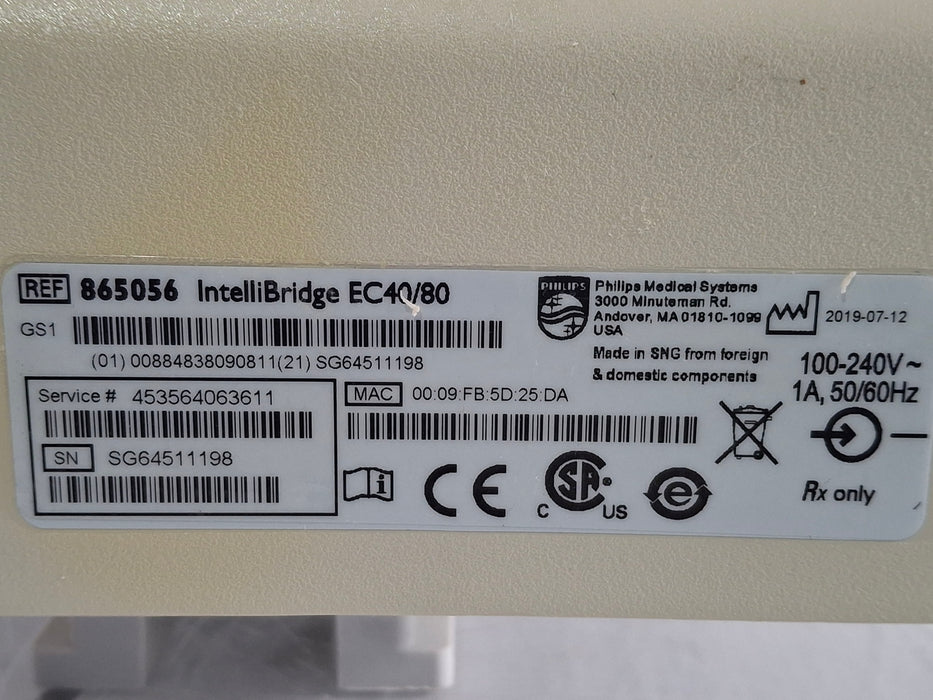 REF 865056 IntelliBridge EC40/80
GS1
(01) 00884838090811(21) SG64511198
Service # 453564063611
SN SG64511198
MAC 00:09:FB:5D:25:DA
PHILIPS
Philips Medical Systems
3000 Minuteman Rd.
Andover, MA 01810-1099
USA
2019-07-12
Made in SNG from foreign
& domestic components
100-240V~
1A, 50/60Hz
i
CE
C SA US
e
Rx only